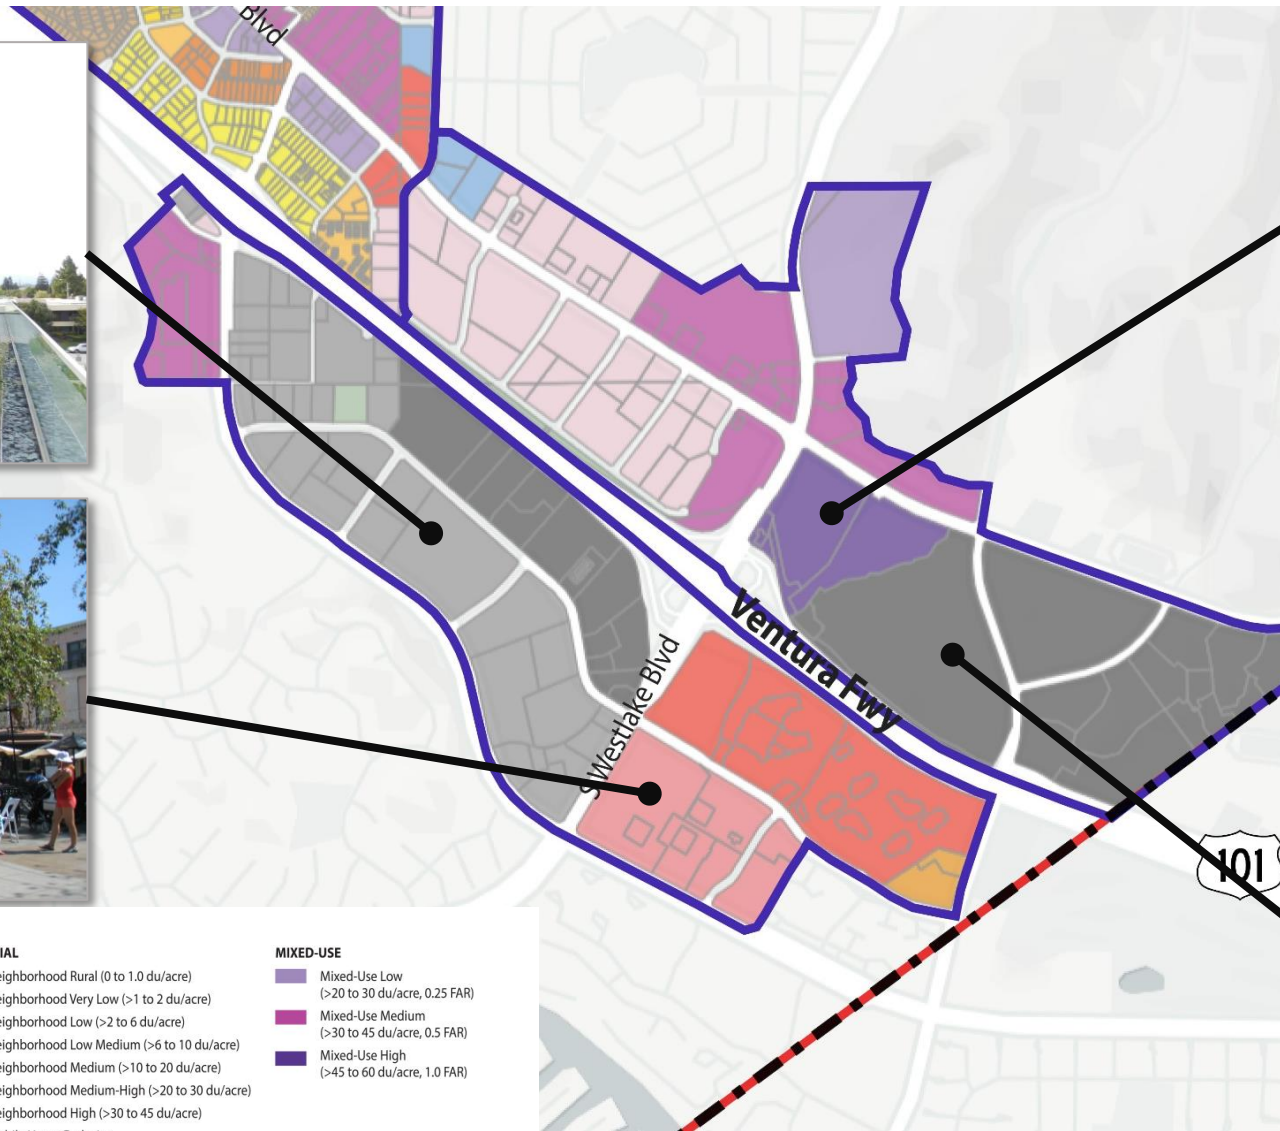 Blvd
Ventura Fwy
S Westlake Blvd
101
IAL
eighborhood Rural (0 to 1.0 du/acre)
eighborhood Very Low (>1 to 2 du/acre)
eighborhood Low (>2 to 6 du/acre)
eighborhood Low Medium (>6 to 10 du/acre)
eighborhood Medium (>10 to 20 du/acre)
eighborhood Medium-High (>20 to 30 du/acre)
eighborhood High (>30 to 45 du/acre)
MIXED-USE
Mixed-Use Low
(>20 to 30 du/acre, 0.25 FAR)
Mixed-Use Medium
(>30 to 45 du/acre, 0.5 FAR)
Mixed-Use High
(>45 to 60 du/acre, 1.0 FAR)